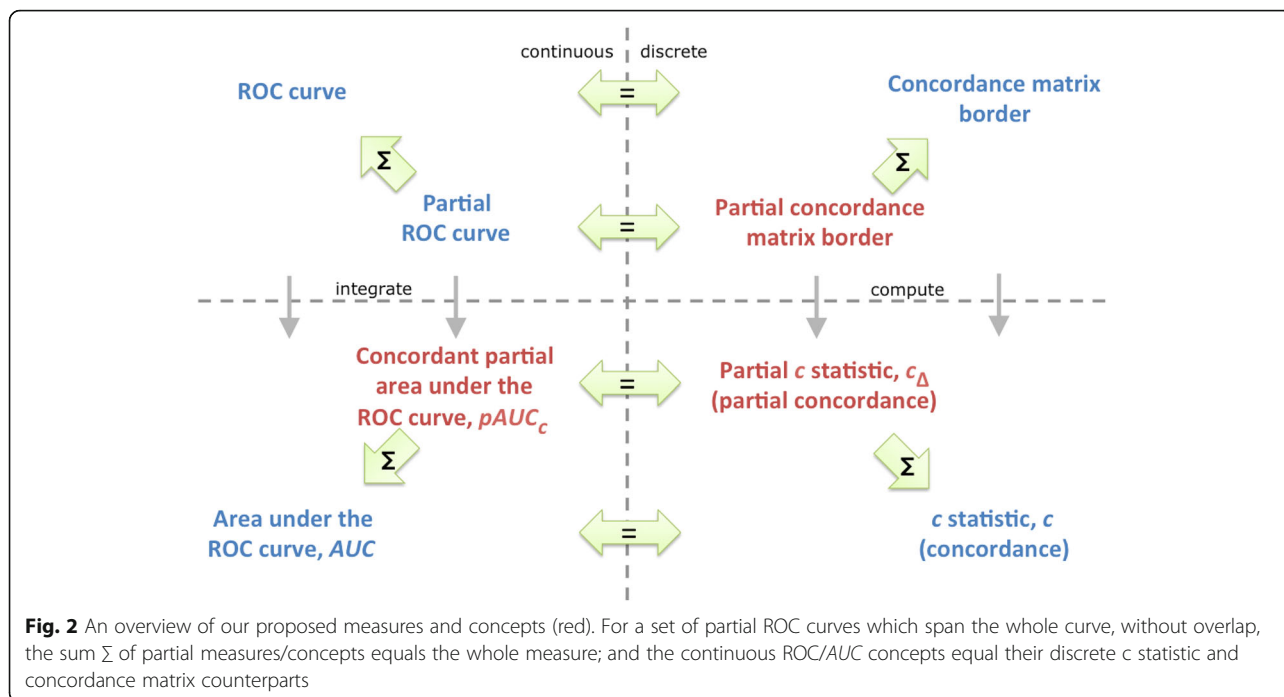 continuous discrete
ROC curve
=
Concordance matrix
border
Σ
Σ
Partial
ROC curve
=
Partial concordance
matrix border
integrate
compute
Concordant partial
area under the
ROC curve, pAUCc
=
Partial c statistic, cΔ
(partial concordance)
Σ
Σ
Area under the
ROC curve, AUC
=
c statistic, c
(concordance)
Fig. 2 An overview of our proposed measures and concepts (red). For a set of partial ROC curves which span the whole curve, without overlap,
the sum Σ of partial measures/concepts equals the whole measure; and the continuous ROC/AUC concepts equal their discrete c statistic and
concordance matrix counterparts